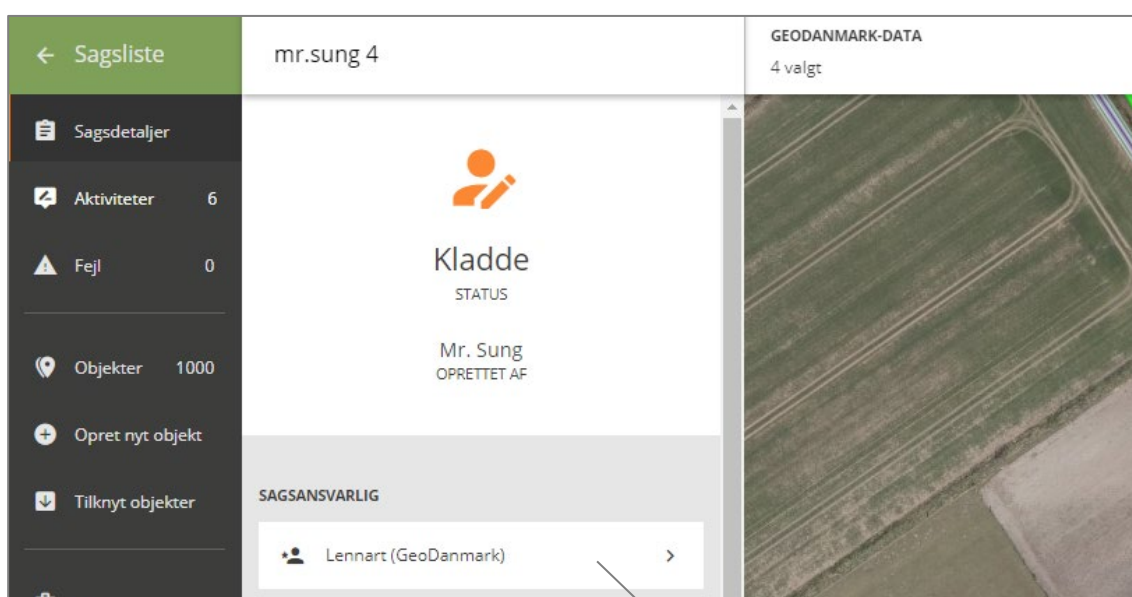 Sagsliste
mr.sung 4
GEODANMARK-DATA
4 valgt
Sagsdetaljer
Aktiviteter 6
Fejl 0
Objekter 1000
Opret nyt objekt
Tilknyt objekter
Kladde
STATUS
Mr. Sung
OPRETTET AF
SAGSANSVARLIG
Lennart (GeoDanmark)